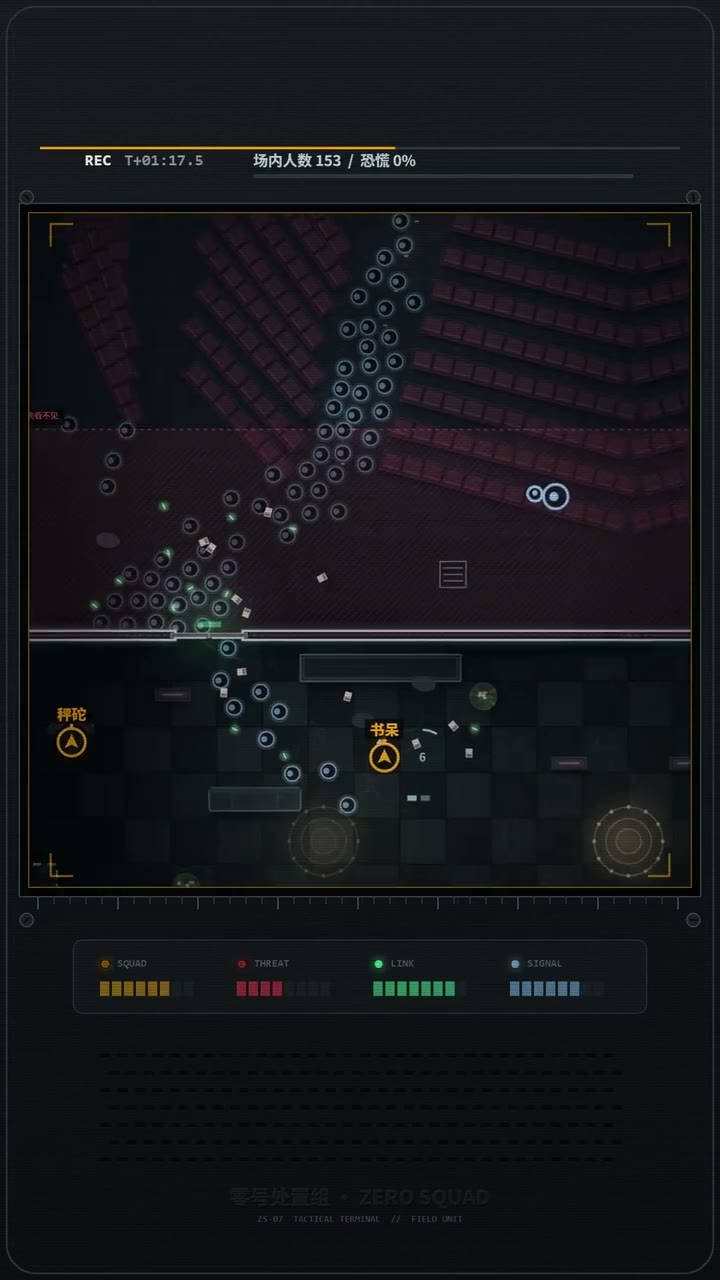 REC T+01:17.5 场内人数 153 / 恐慌 0%
秤砣
书呆
6
SQUAD THREAT LINK SIGNAL
零号处置组 · ZERO SQUAD
ZS-07 TACTICAL TERMINAL // FIELD UNIT